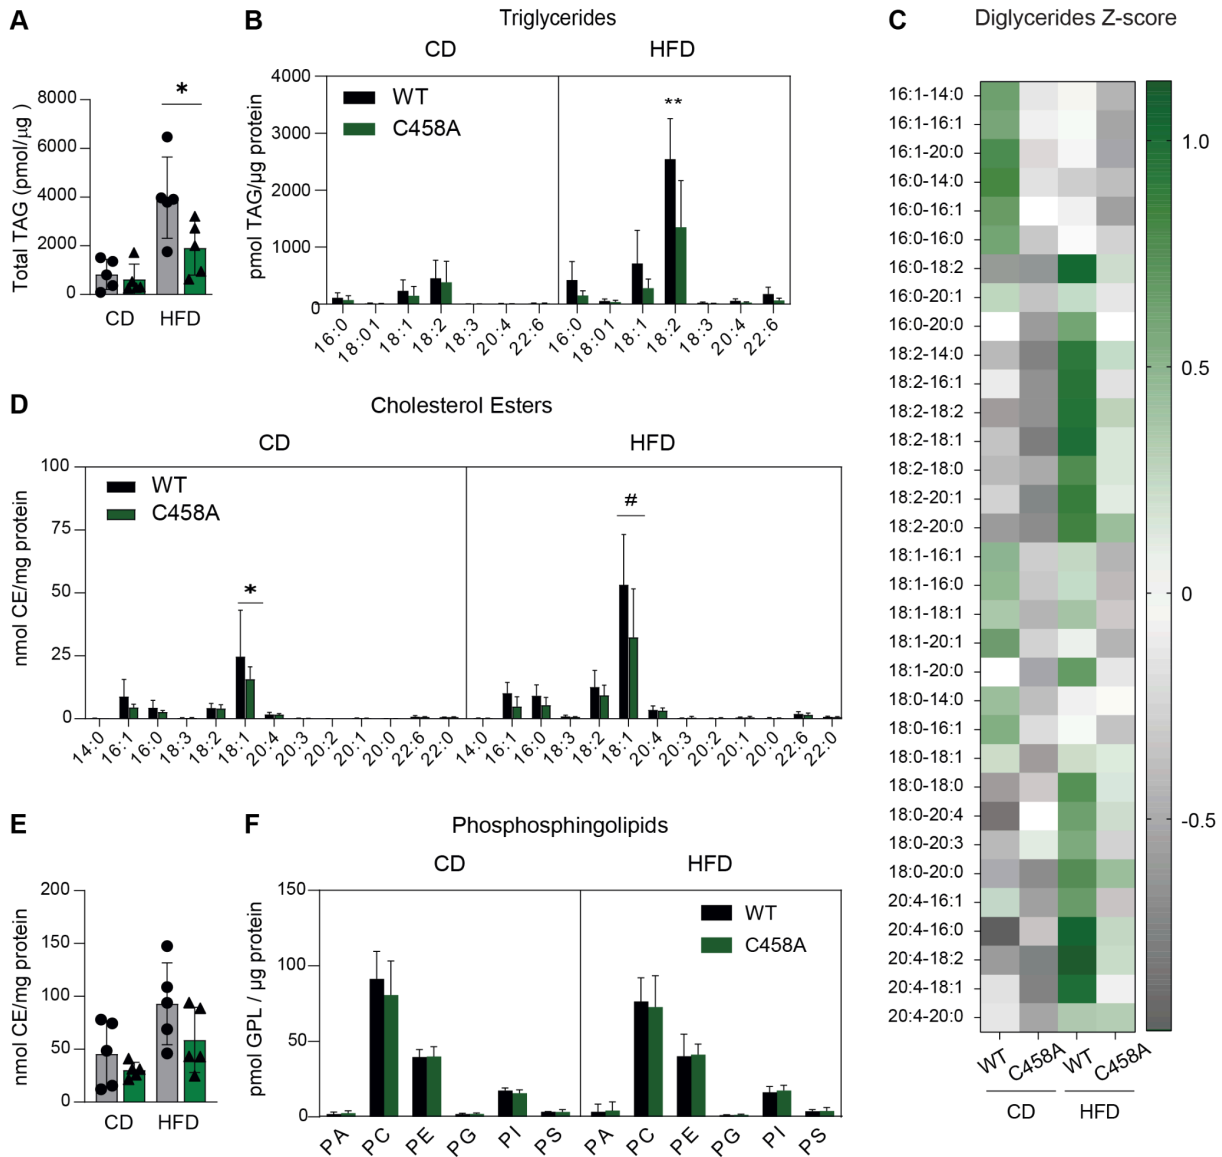 A
Total TAG (pmol/μg )
8000
6000
4000
2000
0
*
CD
HFD
B
Triglycerides
CD
HFD
pmol TAG/μg protein
4000
3000
2000
1000
0
WT
C458A
**
16:0
18:01
18:1
18:2
18:3
20:4
22:6
16:0
18:01
18:1
18:2
18:3
20:4
22:6
C
Diglycerides Z-score
16:1-14:0
16:1-16:1
16:1-20:0
16:0-14:0
16:0-16:1
16:0-16:0
16:0-18:2
16:0-20:1
16:0-20:0
18:2-14:0
18:2-16:1
18:2-18:2
18:2-18:1
18:2-18:0
18:2-20:1
18:2-20:0
18:1-16:1
18:1-16:0
18:1-18:1
18:1-20:1
18:1-20:0
18:0-14:0
18:0-16:1
18:0-18:1
18:0-18:0
18:0-20:4
18:0-20:3
18:0-20:0
20:4-16:1
20:4-16:0
20:4-18:2
20:4-18:1
20:4-20:0
WT
C458A
WT
C458A
CD
HFD
1.0
0.5
0
-0.5
D
Cholesterol Esters
CD
HFD
nmol CE/mg protein
100
75
50
25
0
WT
C458A
*
#
14:0
16:1
16:0
18:3
18:2
18:1
20:4
20:3
20:2
20:1
20:0
22:6
22:0
14:0
16:1
16:0
18:3
18:2
18:1
20:4
20:3
20:2
20:1
20:0
22:6
22:0
E
nmol CE/mg protein
200
150
100
50
0
CD
HFD
F
Phosphosphingolipids
CD
HFD
pmol GPL / μg protein
150
100
50
0
WT
C458A
PA
PC
PE
PG
PI
PS
PA
PC
PE
PG
PI
PS